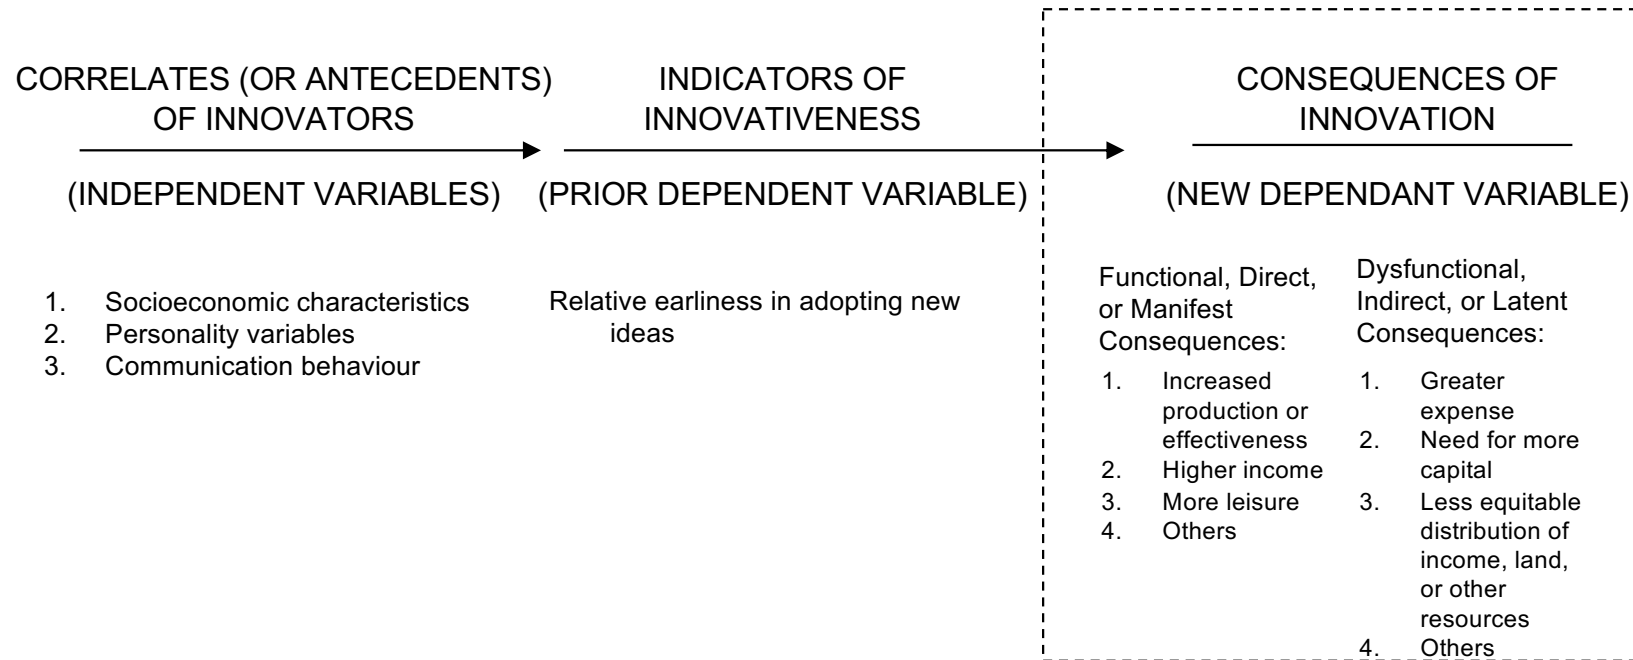 CORRELATES (OR ANTECEDENTS)
OF INNOVATORS
(INDEPENDENT VARIABLES)
1. Socioeconomic characteristics
2. Personality variables
3. Communication behaviour
INDICATORS OF
INNOVATIVENESS
(PRIOR DEPENDENT VARIABLE)
Relative earliness in adopting new
ideas
CONSEQUENCES OF
INNOVATION
(NEW DEPENDANT VARIABLE)
Functional, Direct,
or Manifest
Consequences:
1. Increased
production or
effectiveness
2. Higher income
3. More leisure
4. Others
Dysfunctional,
Indirect, or Latent
Consequences:
1. Greater
expense
2. Need for more
capital
3. Less equitable
distribution of
income, land,
or other
resources
4. Others